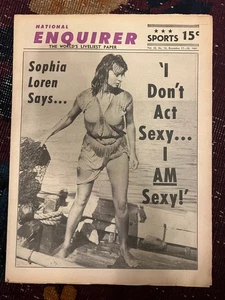 NATIONAL
ENQUIRER
THE WORLD'S LIVELIEST PAPER
★★★
SPORTS 15¢
Sophia
Loren
Says...
'I
Don't
Act
Sexy...
I
AM
Sexy!'